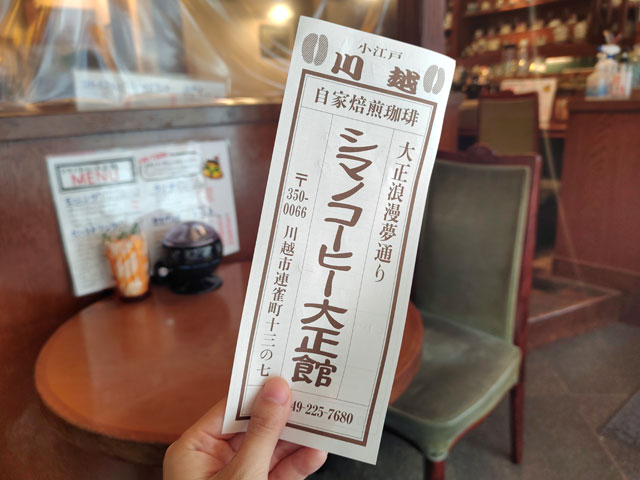 小江戸
川越
自家焙煎珈琲
大正浪漫夢通り
シマノコーヒー大正館
〒350-0066 川越市連雀町十三の七
49-225-7680
MENU